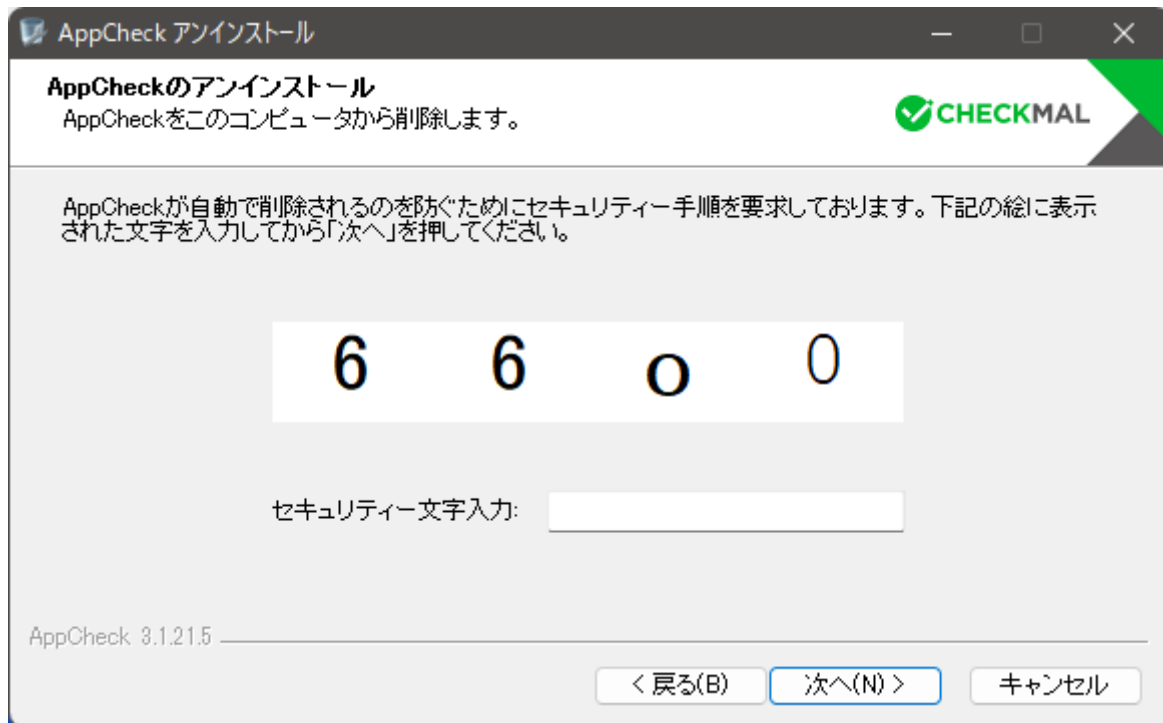 AppCheck アンインストール
AppCheckのアンインストール
AppCheckをこのコンピュータから削除します。
CHECKMAL
AppCheckが自動で削除されるのを防ぐためにセキュリティー手順を要求しております。下記の絵に表示
された文字を入力してから「次へ」を押してください。
6 6 o 0
セキュリティー文字入力:
AppCheck 3.1.21.5
< 戻る(B) 次へ(N) > キャンセル